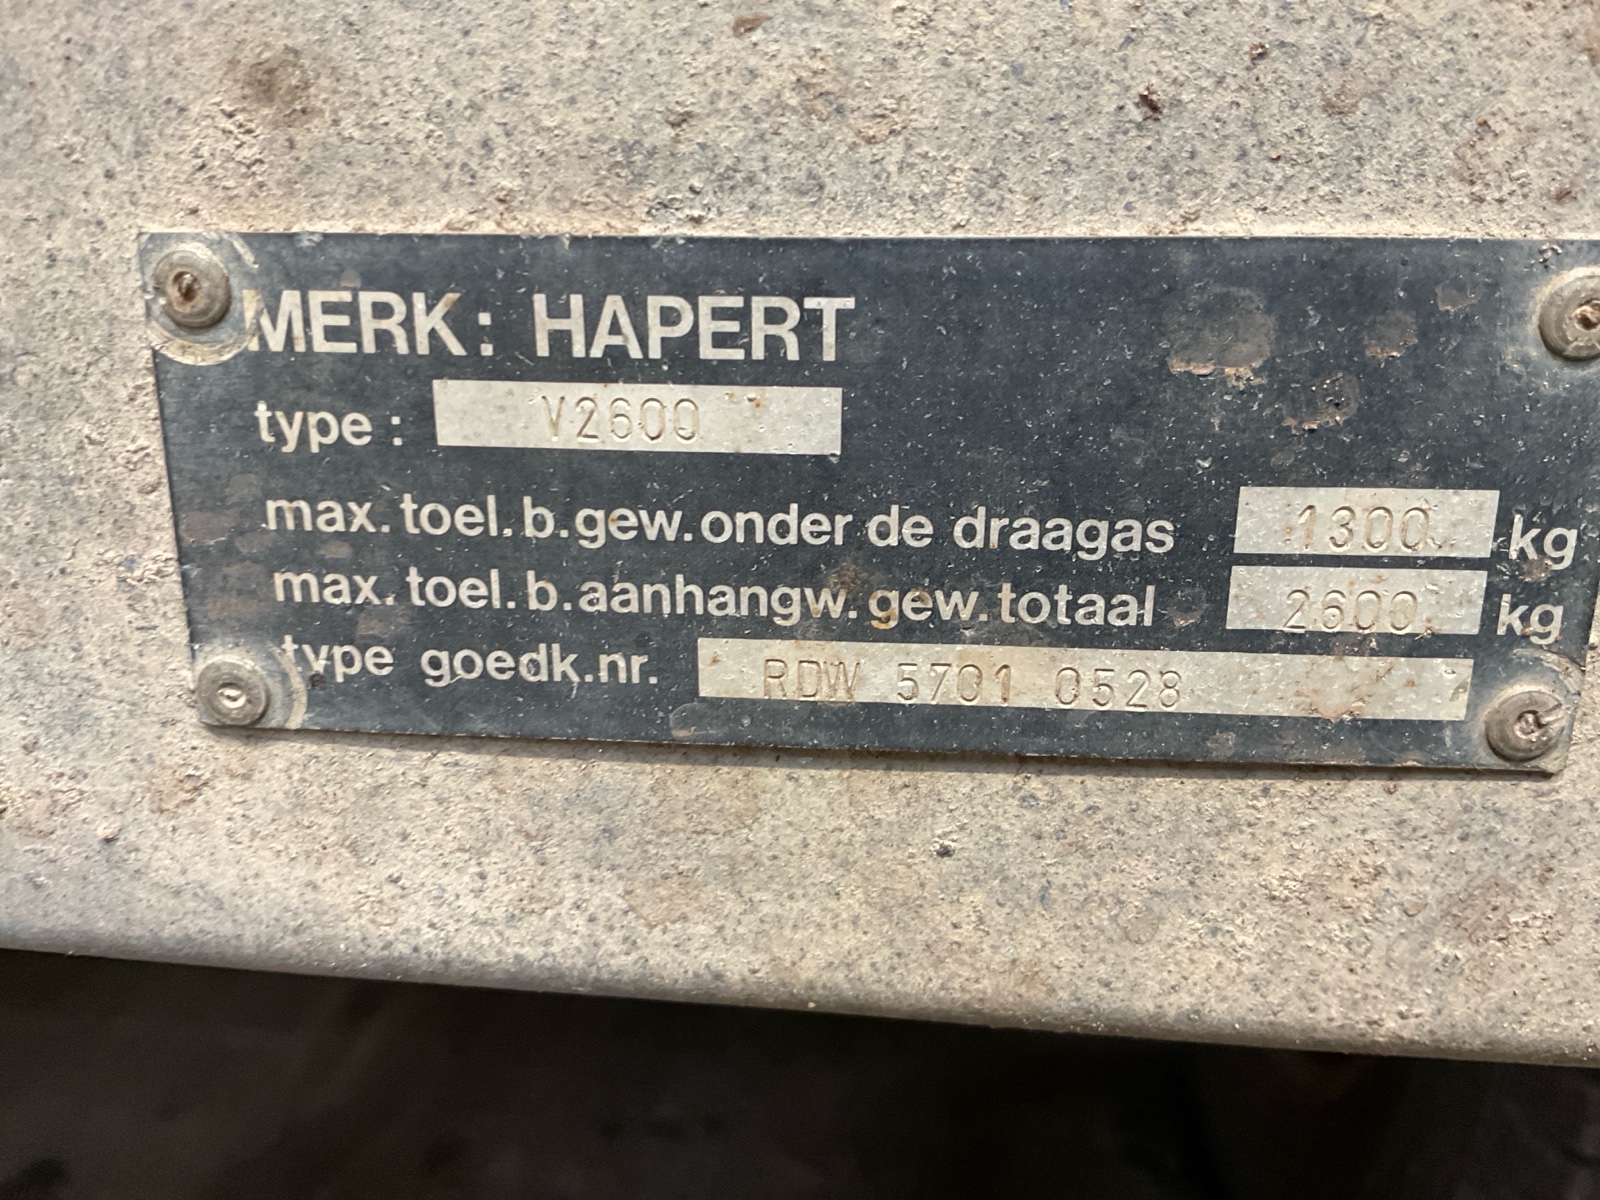 MERK: HAPERT
type: V2600
max. toel. b. gew. onder de draagas 1300 kg
max. toel. b. aanhangw. gew. totaal 2600 kg
type goedk.nr. RDW 5701 0528